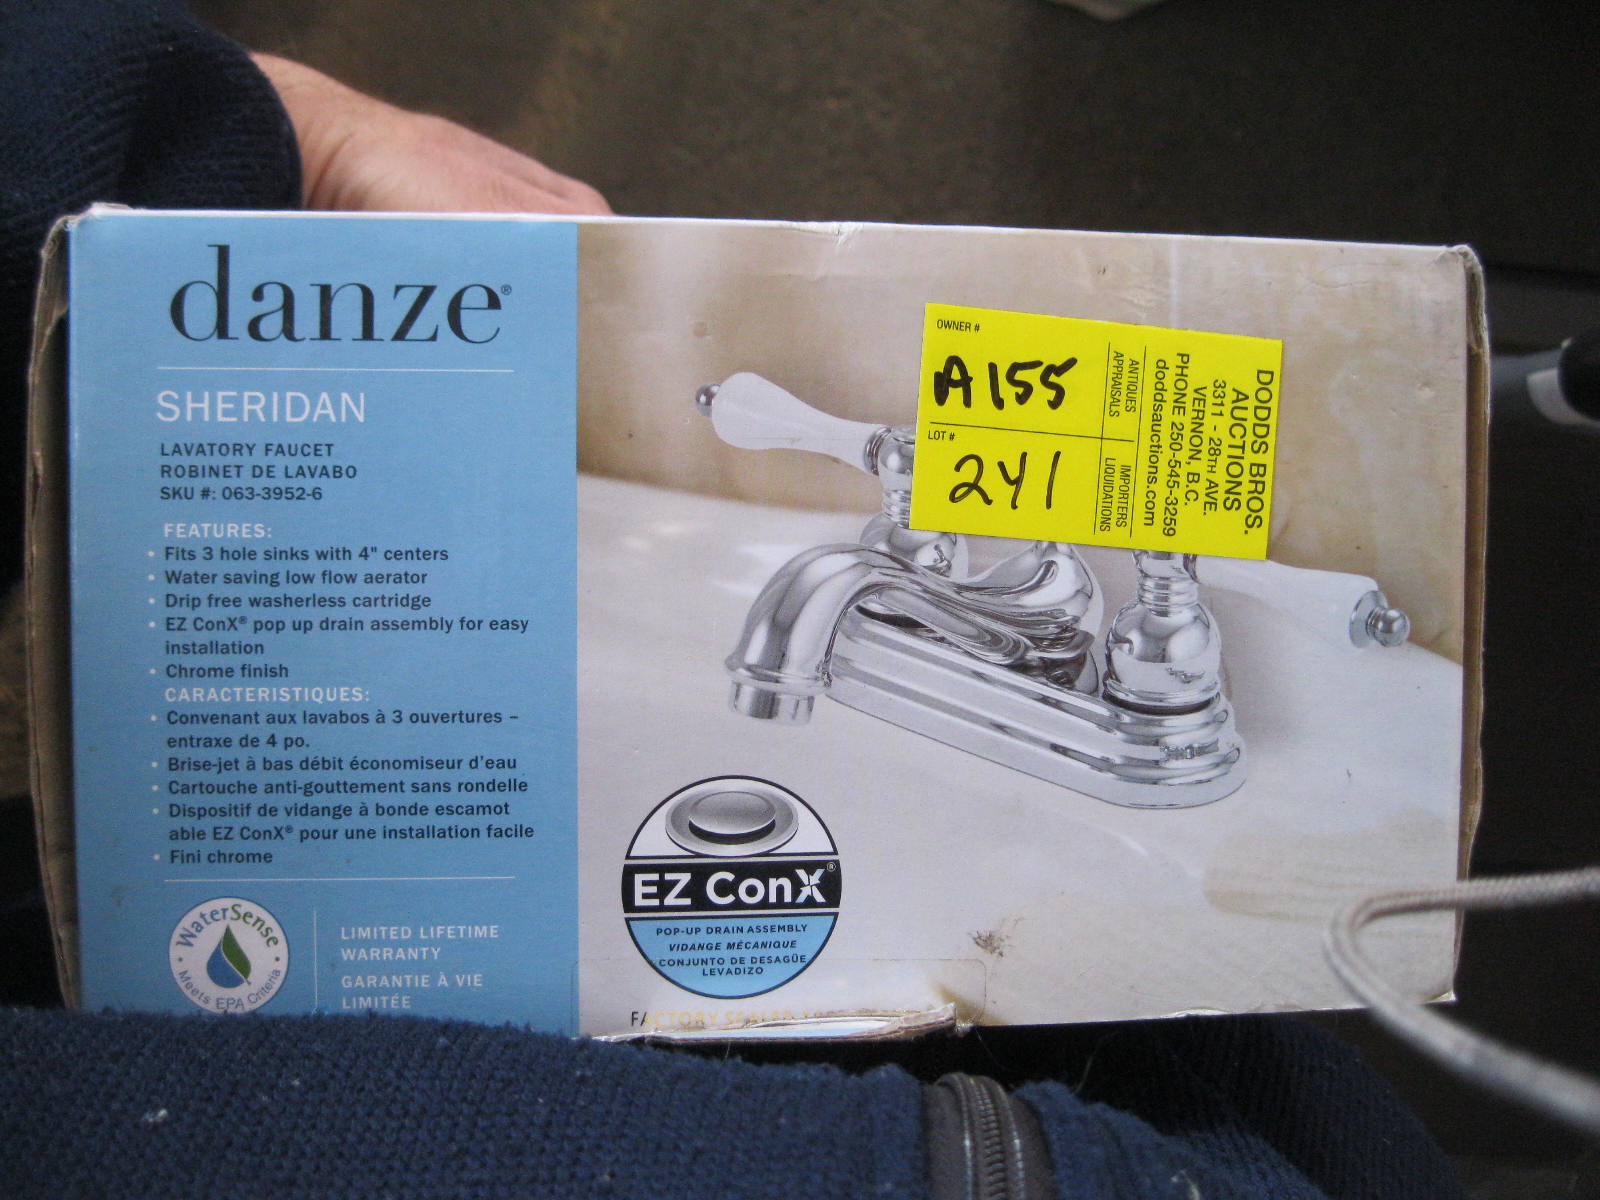 danze®
SHERIDAN
LAVATORY FAUCET
ROBINET DE LAVABO
SKU #: 063-3952-6
FEATURES:
• Fits 3 hole sinks with 4" centers
• Water saving low flow aerator
• Drip free washerless cartridge
• EZ ConX® pop up drain assembly for easy
installation
• Chrome finish
CARACTERISTIQUES:
• Convenant aux lavabos à 3 ouvertures –
entraxe de 4 po.
• Brise-jet à bas débit économiseur d'eau
• Cartouche anti-gouttement sans rondelle
• Dispositif de vidange à bonde escamot
able EZ ConX® pour une installation facile
• Fini chrome
WaterSense
• Meets EPA Criteria •
LIMITED LIFETIME
WARRANTY
GARANTIE À VIE
LIMITÉE
OWNER #
A155
LOT #
241
ANTIQUES
APPRAISALS
IMPORTERS
LIQUIDATIONS
DODDS BROS.
AUCTIONS
3311 - 28TH AVE.
VERNON, B.C.
PHONE 250-545-3259
doddsauctions.com
EZ ConX®
POP-UP DRAIN ASSEMBLY
VIDANGE MÉCANIQUE
CONJUNTO DE DESAGÜE
LEVADIZO
FACTORY SEALED